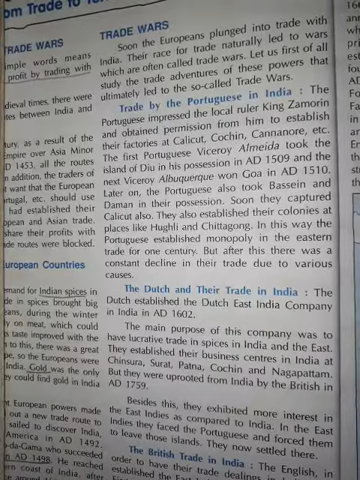 om Trade to
TRADE WARS
imple words means
profit by trading with
dieval times, there were
tes between India and
tury, as a result of the
Empire over Asia Minor
D 1453, all the routes
n addition, the traders of
t want that the European
rtugal, etc. should use
had established their
opean and Asian trade.
share their profits with
ade routes were blocked.
uropean Countries
emand for Indian spices in
de in spices brought big
eans, during the winter
y on meat, which could
s taste improved with the
to this, there was a great
pe, so the Europeans were
India. Gold was the only
ey could find gold in India
t European powers made
out a new trade route to
sailed to discover India,
America in AD 1492.
da-Gama who succeeded
n AD 1498. He reached
ern coast of India, after
TRADE WARS
Soon the Europeans plunged into trade with
India. Their race for trade naturally led to wars
which are often called trade wars. Let us first of all
study the trade adventures of these powers that
ultimately led to the so-called Trade Wars.
Trade by the Portuguese in India : The
Portuguese impressed the local ruler King Zamorin
and obtained permission from him to establish
their factories at Calicut, Cochin, Cannanore, etc.
The first Portuguese Viceroy Almeida took the
island of Diu in his possession in AD 1509 and the
next Viceroy Albuquerque won Goa in AD 1510.
Later on, the Portuguese also took Bassein and
Daman in their possession. Soon they captured
Calicut also. They also established their colonies at
places like Hughli and Chittagong. In this way the
Portuguese established monopoly in the eastern
trade for one century. But after this there was a
constant decline in their trade due to various
causes.
The Dutch and Their Trade in India : The
Dutch established the Dutch East India Company
in AD 1602.
The main purpose of this company was to
have lucrative trade in spices in India and the East.
They established their business centres in India at
Chinsura, Surat, Patna, Cochin and Nagapattam.
But they were uprooted from India by the British in
AD 1759.
Besides this, they exhibited more interest in
the East Indies as compared to India. In the East
Indies they faced the Portuguese and forced them
to leave those islands. They now settled there.
The British Trade in India : The English, in
order to have their trade dealings in
established the East